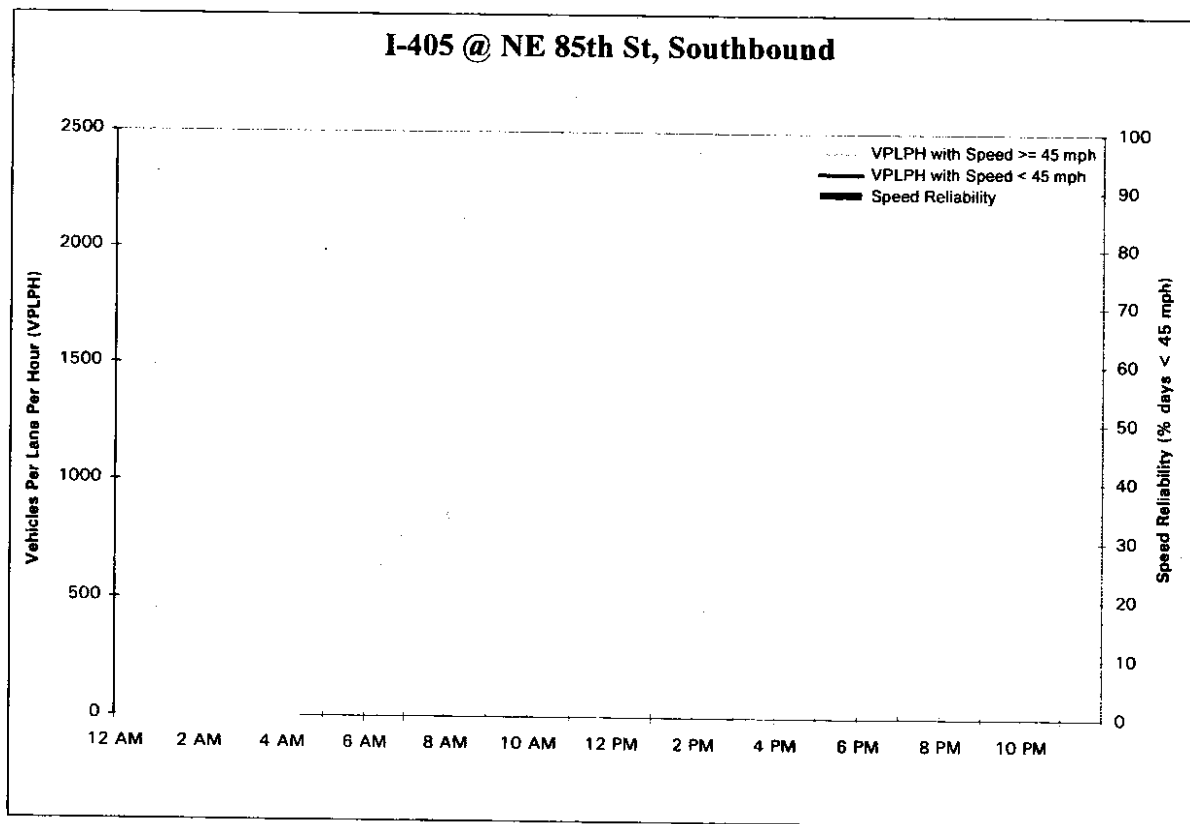 I-405 @ NE 85th St, Southbound
VPLPH with Speed >= 45 mph
VPLPH with Speed < 45 mph
Speed Reliability
Vehicles Per Lane Per Hour (VPLPH)
2500
2000
1500
1000
500
0
100
90
80
70
60
50
40
30
20
10
0
Speed Reliability (% days < 45 mph)
12 AM 2 AM 4 AM 6 AM 8 AM 10 AM 12 PM 2 PM 4 PM 6 PM 8 PM 10 PM